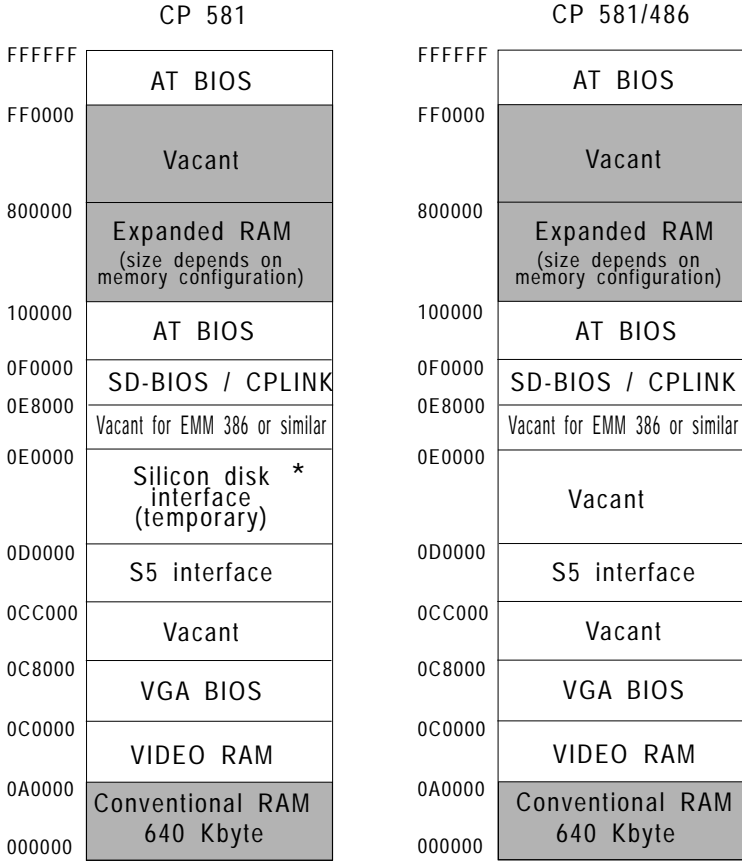 CP 581
FFFFFF
AT BIOS
FF0000
Vacant
800000
Expanded RAM
(size depends on
memory configuration)
100000
AT BIOS
0F0000
SD-BIOS / CPLINK
0E8000
Vacant for EMM 386 or similar
0E0000
Silicon disk *
interface
(temporary)
0D0000
S5 interface
0CC000
Vacant
0C8000
VGA BIOS
0C0000
VIDEO RAM
0A0000
Conventional RAM
640 Kbyte
000000
CP 581/486
FFFFFF
AT BIOS
FF0000
Vacant
800000
Expanded RAM
(size depends on
memory configuration)
100000
AT BIOS
0F0000
SD-BIOS / CPLINK
0E8000
Vacant for EMM 386 or similar
0E0000
Vacant
0D0000
S5 interface
0CC000
Vacant
0C8000
VGA BIOS
0C0000
VIDEO RAM
0A0000
Conventional RAM
640 Kbyte
000000